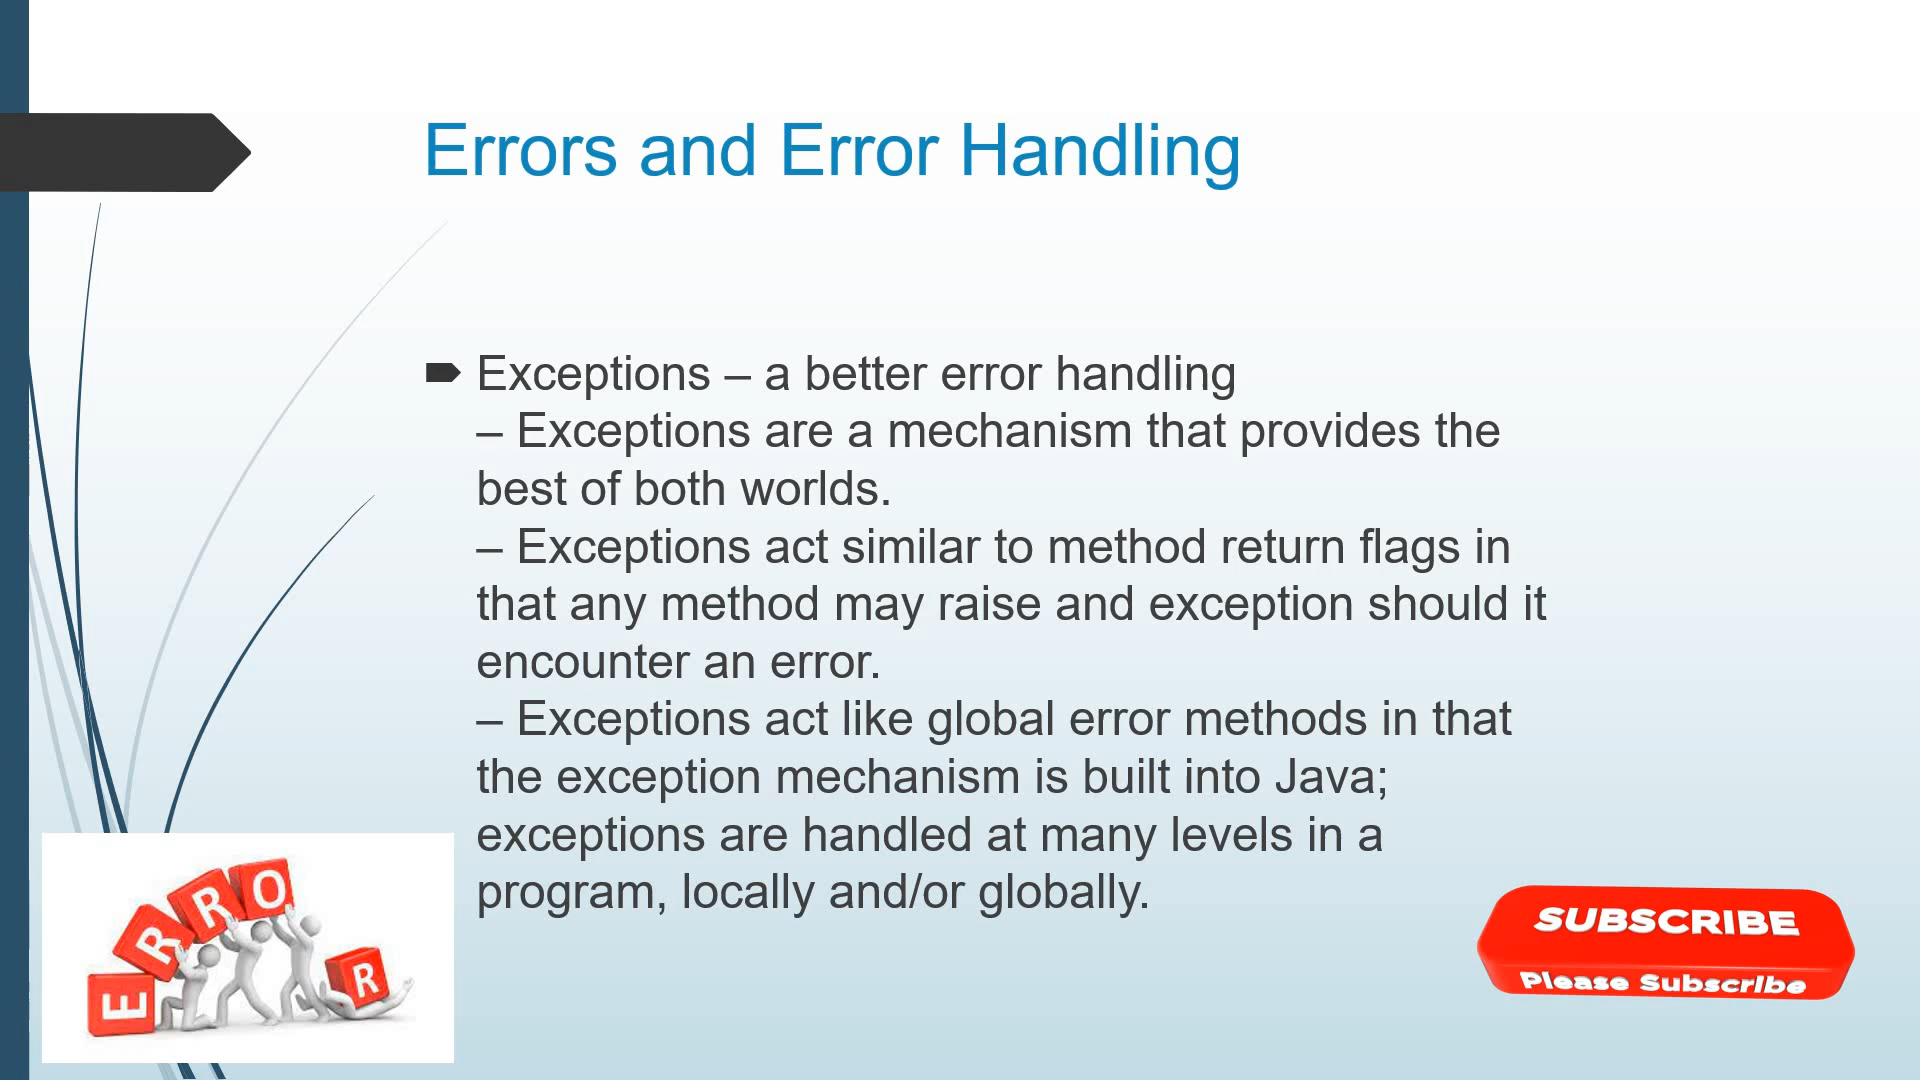 Errors and Error Handling
Exceptions – a better error handling
– Exceptions are a mechanism that provides the
best of both worlds.
– Exceptions act similar to method return flags in
that any method may raise and exception should it
encounter an error.
– Exceptions act like global error methods in that
the exception mechanism is built into Java;
exceptions are handled at many levels in a
program, locally and/or globally.
ERROR
SUBSCRIBE
Please Subscribe